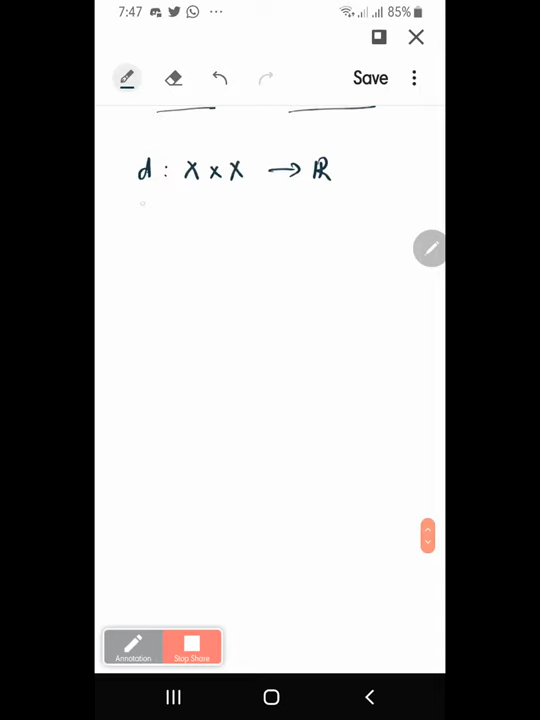 7:47 85%
Save
d : X × X → ℝ
Annotation Stop Share